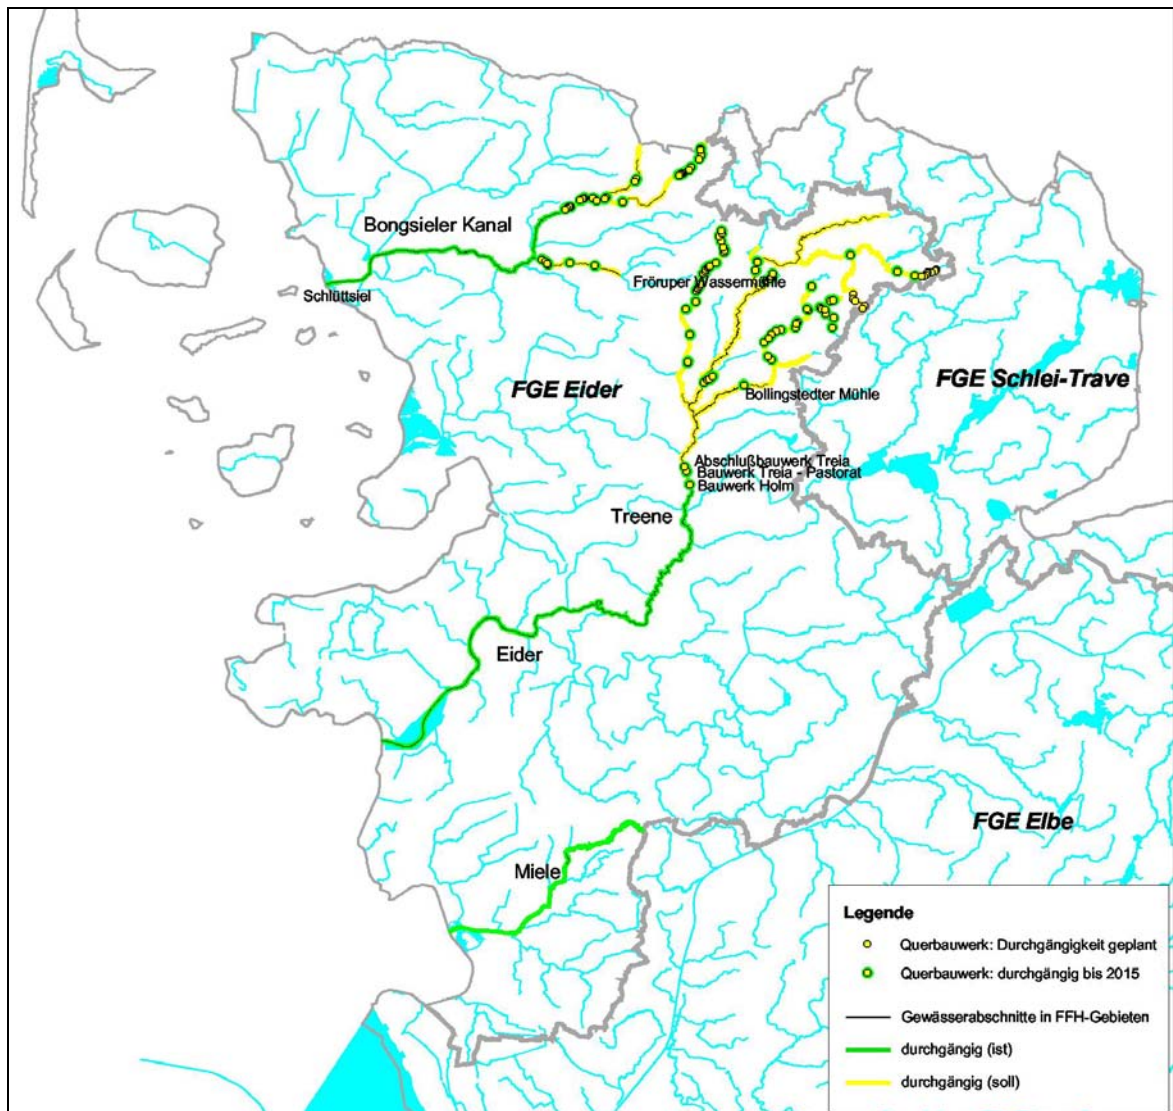 Bongsieler Kanal
Schlüttsiel
Fröruper Wassermühle
FGE Eider
FGE Schlei-Trave
Bollingstedter Mühle
Abschlußbauwerk Treia
Bauwerk Treia - Pastorat
Bauwerk Holm
Treene
Eider
FGE Elbe
Miele
Legende
Querbauwerk: Durchgängigkeit geplant
Querbauwerk: durchgängig bis 2015
Gewässerabschnitte in FFH-Gebieten
durchgängig (ist)
durchgängig (soll)